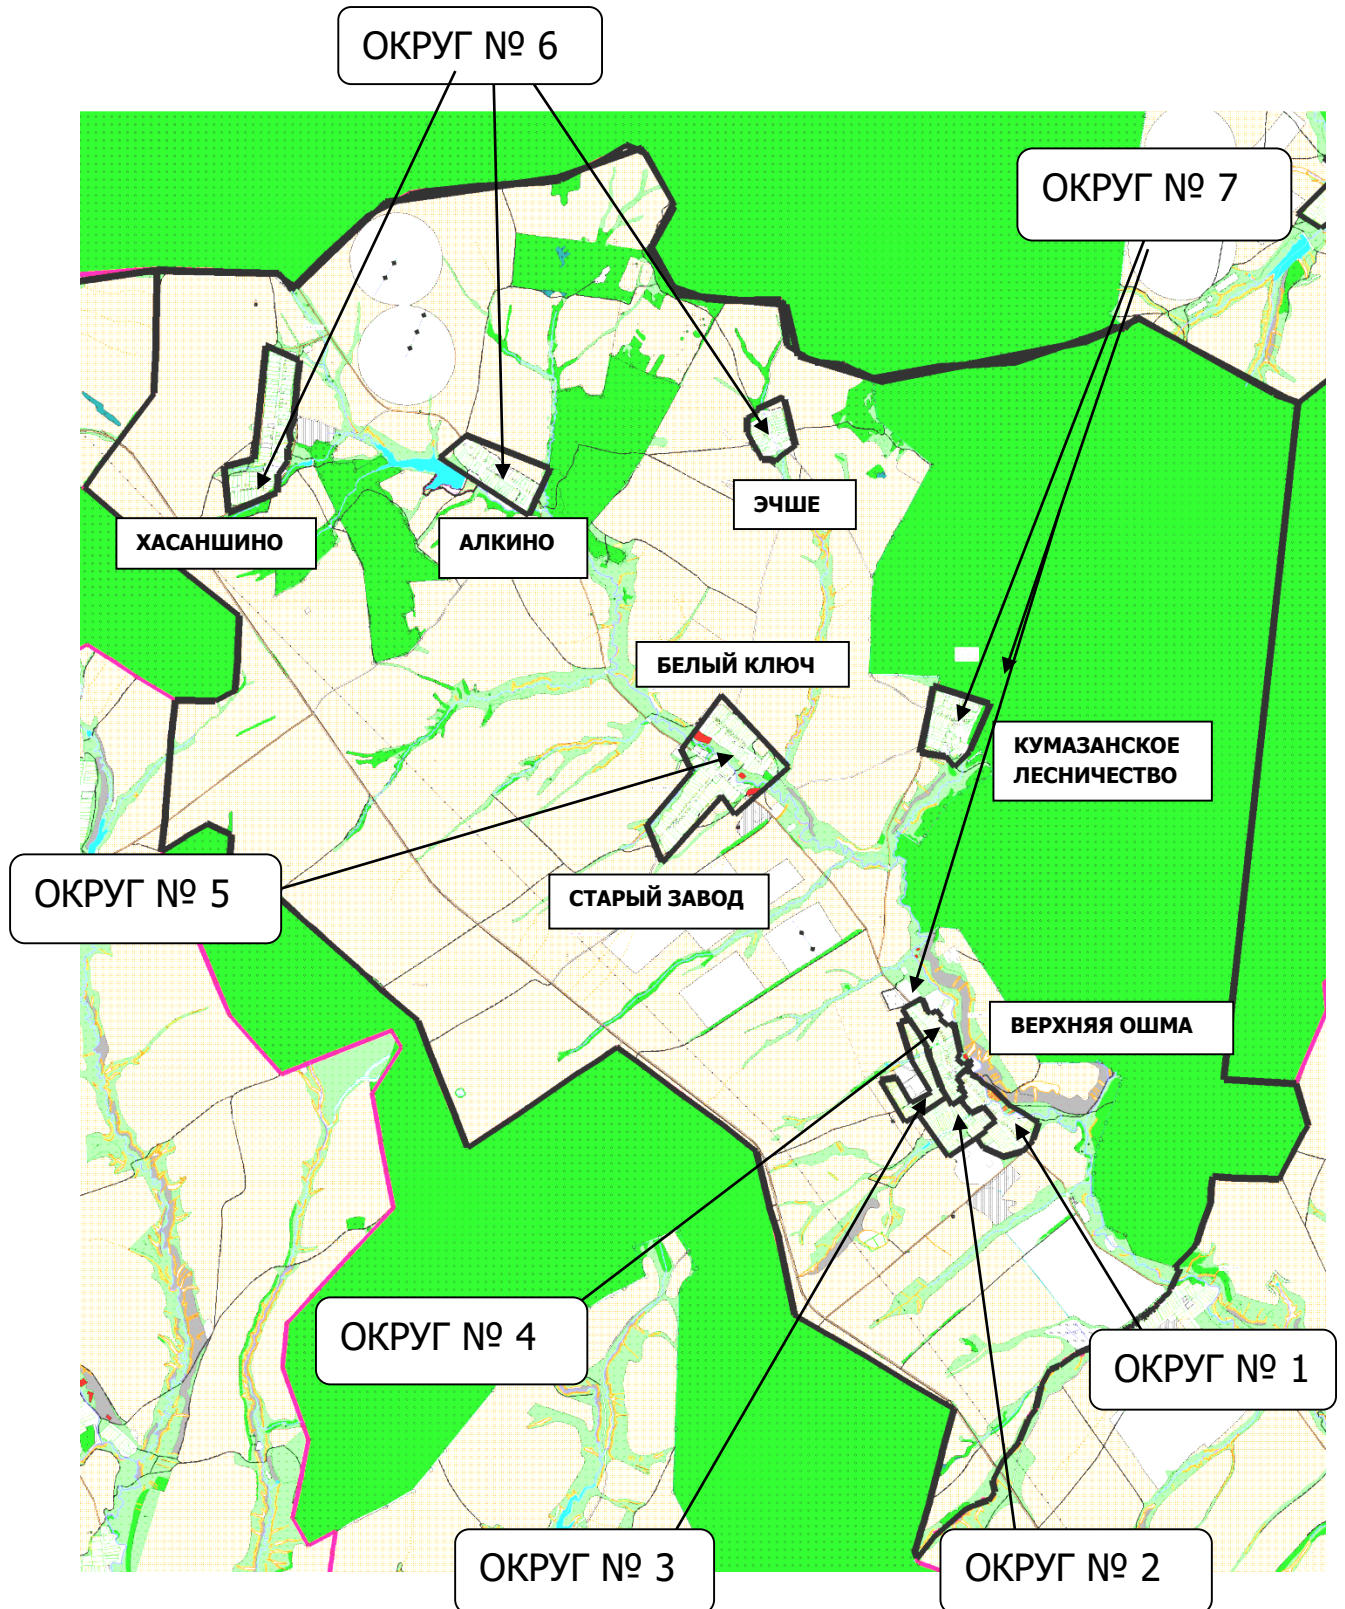 ОКРУГ № 6
ОКРУГ № 7
ЭЧШЕ
ХАСАНШИНО
АЛКИНО
БЕЛЫЙ КЛЮЧ
КУМАЗАНСКОЕ
ЛЕСНИЧЕСТВО
ОКРУГ № 5
СТАРЫЙ ЗАВОД
ВЕРХНЯЯ ОШМА
ОКРУГ № 4
ОКРУГ № 1
ОКРУГ № 3
ОКРУГ № 2